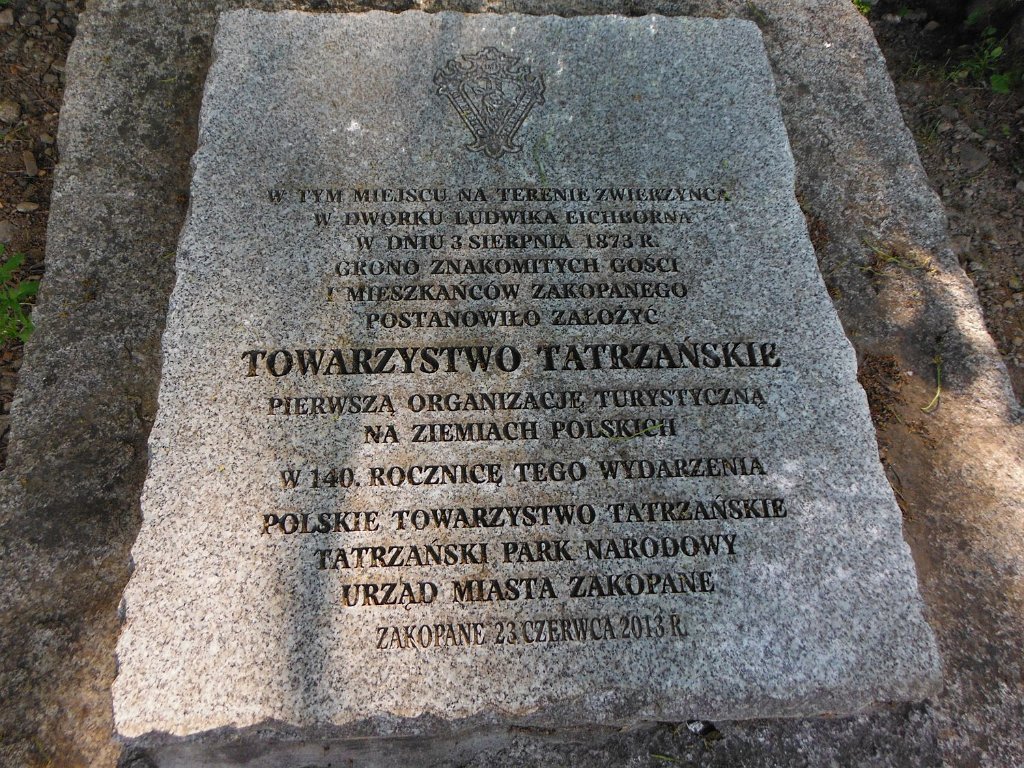 W TYM MIEJSCU NA TERENIE ZWIERZYŃCA
W DWORKU LUDWIKA EICHBORNA
W DNIU 3 SIERPNIA 1873 R.
GRONO ZNAKOMITYCH GOŚCI
I MIESZKAŃCÓW ZAKOPANEGO
POSTANOWIŁO ZAŁOŻYĆ
TOWARZYSTWO TATRZAŃSKIE
PIERWSZĄ ORGANIZACJĘ TURYSTYCZNĄ
NA ZIEMIACH POLSKICH
W 140. ROCZNICĘ TEGO WYDARZENIA
POLSKIE TOWARZYSTWO TATRZAŃSKIE
TATRZAŃSKI PARK NARODOWY
URZĄD MIASTA ZAKOPANE
ZAKOPANE 23 CZERWCA 2013 R.